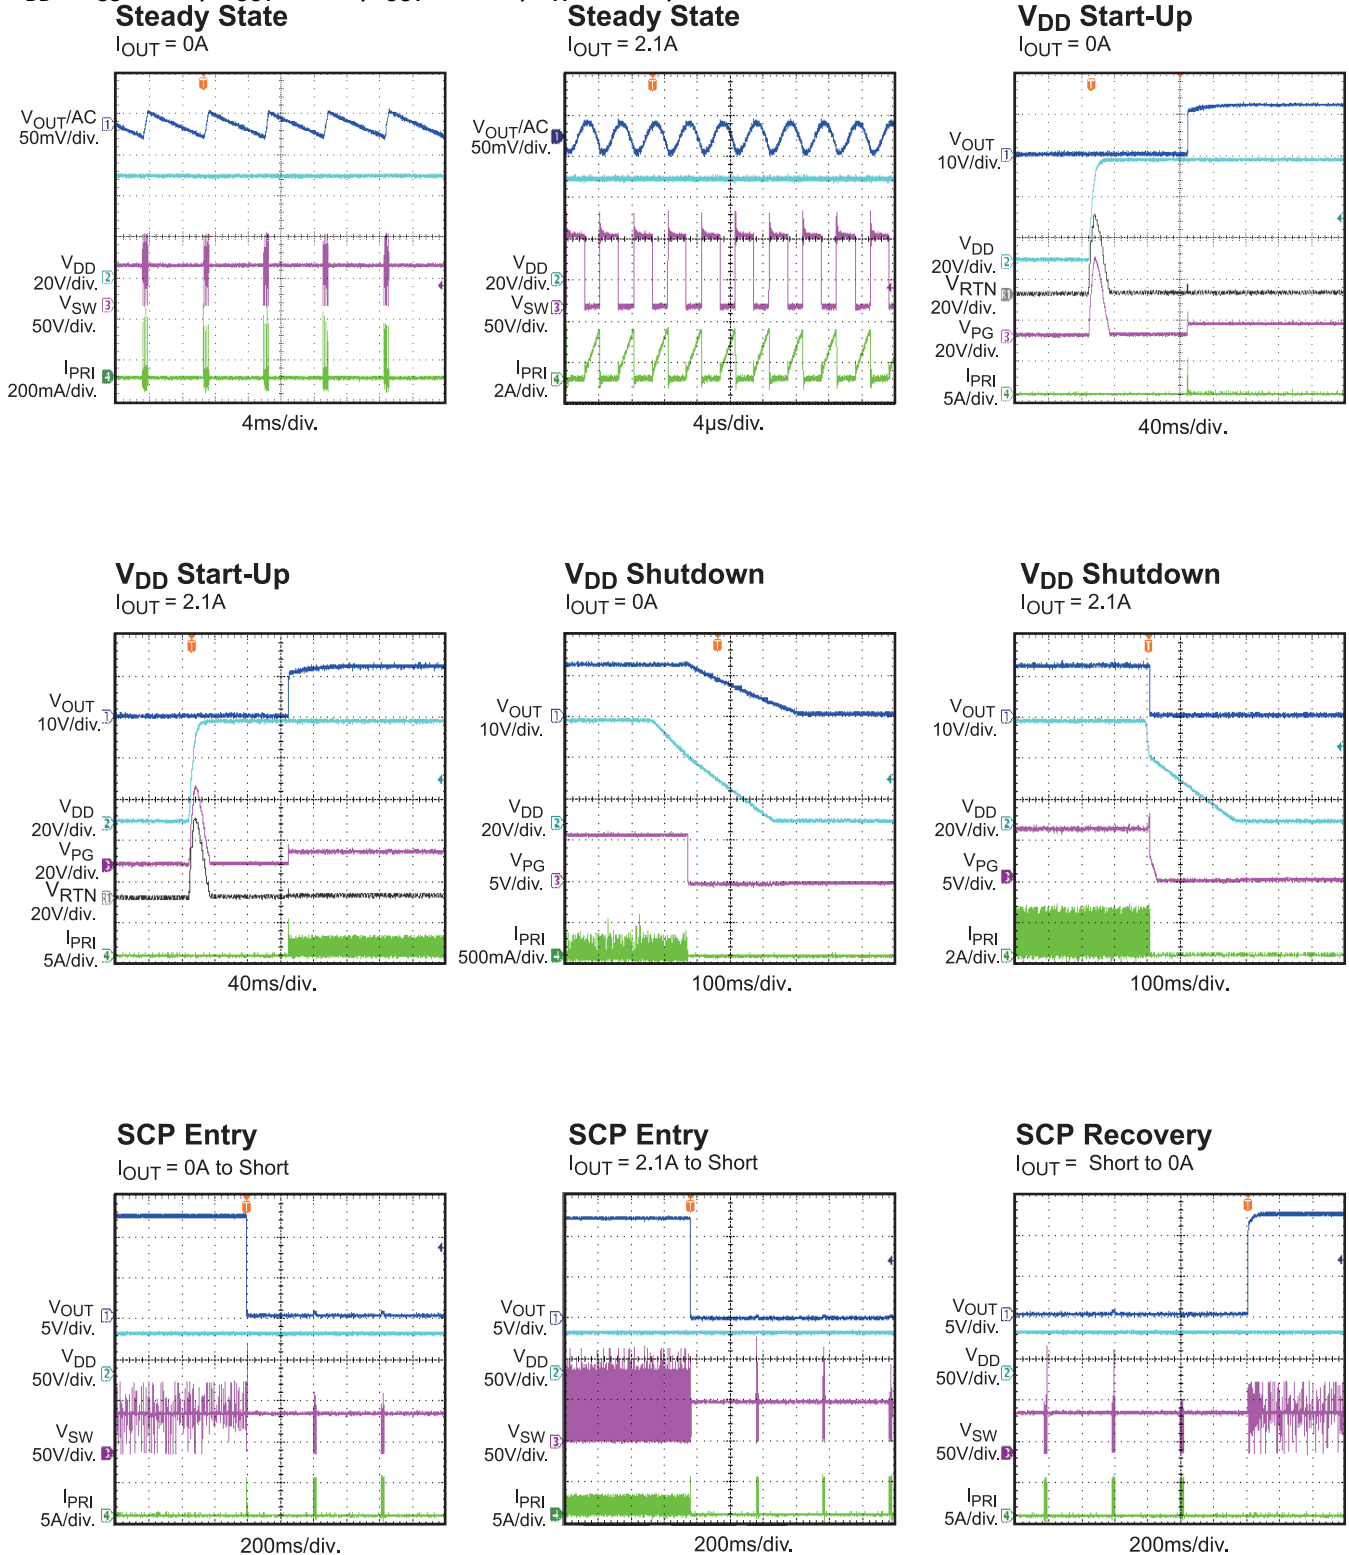 Steady State
IOUT = 0A
VOUT/AC
50mV/div.
VDD
20V/div.
VSW
50V/div.
IPRI
200mA/div.
4ms/div.
Steady State
IOUT = 2.1A
VOUT/AC
50mV/div.
VDD
20V/div.
VSW
50V/div.
IPRI
2A/div.
4µs/div.
VDD Start-Up
IOUT = 0A
VOUT
10V/div.
VDD
20V/div.
VRTN
20V/div.
VPG
20V/div.
IPRI
5A/div.
40ms/div.
VDD Start-Up
IOUT = 2.1A
VOUT
10V/div.
VDD
20V/div.
VPG
20V/div.
VRTN
20V/div.
IPRI
5A/div.
40ms/div.
VDD Shutdown
IOUT = 0A
VOUT
10V/div.
VDD
20V/div.
VPG
5V/div.
IPRI
500mA/div.
100ms/div.
VDD Shutdown
IOUT = 2.1A
VOUT
10V/div.
VDD
20V/div.
VPG
5V/div.
IPRI
2A/div.
100ms/div.
SCP Entry
IOUT = 0A to Short
VOUT
5V/div.
VDD
50V/div.
VSW
50V/div.
IPRI
5A/div.
200ms/div.
SCP Entry
IOUT = 2.1A to Short
VOUT
5V/div.
VDD
50V/div.
VSW
50V/div.
IPRI
5A/div.
200ms/div.
SCP Recovery
IOUT = Short to 0A
VOUT
5V/div.
VDD
50V/div.
VSW
50V/div.
IPRI
5A/div.
200ms/div.